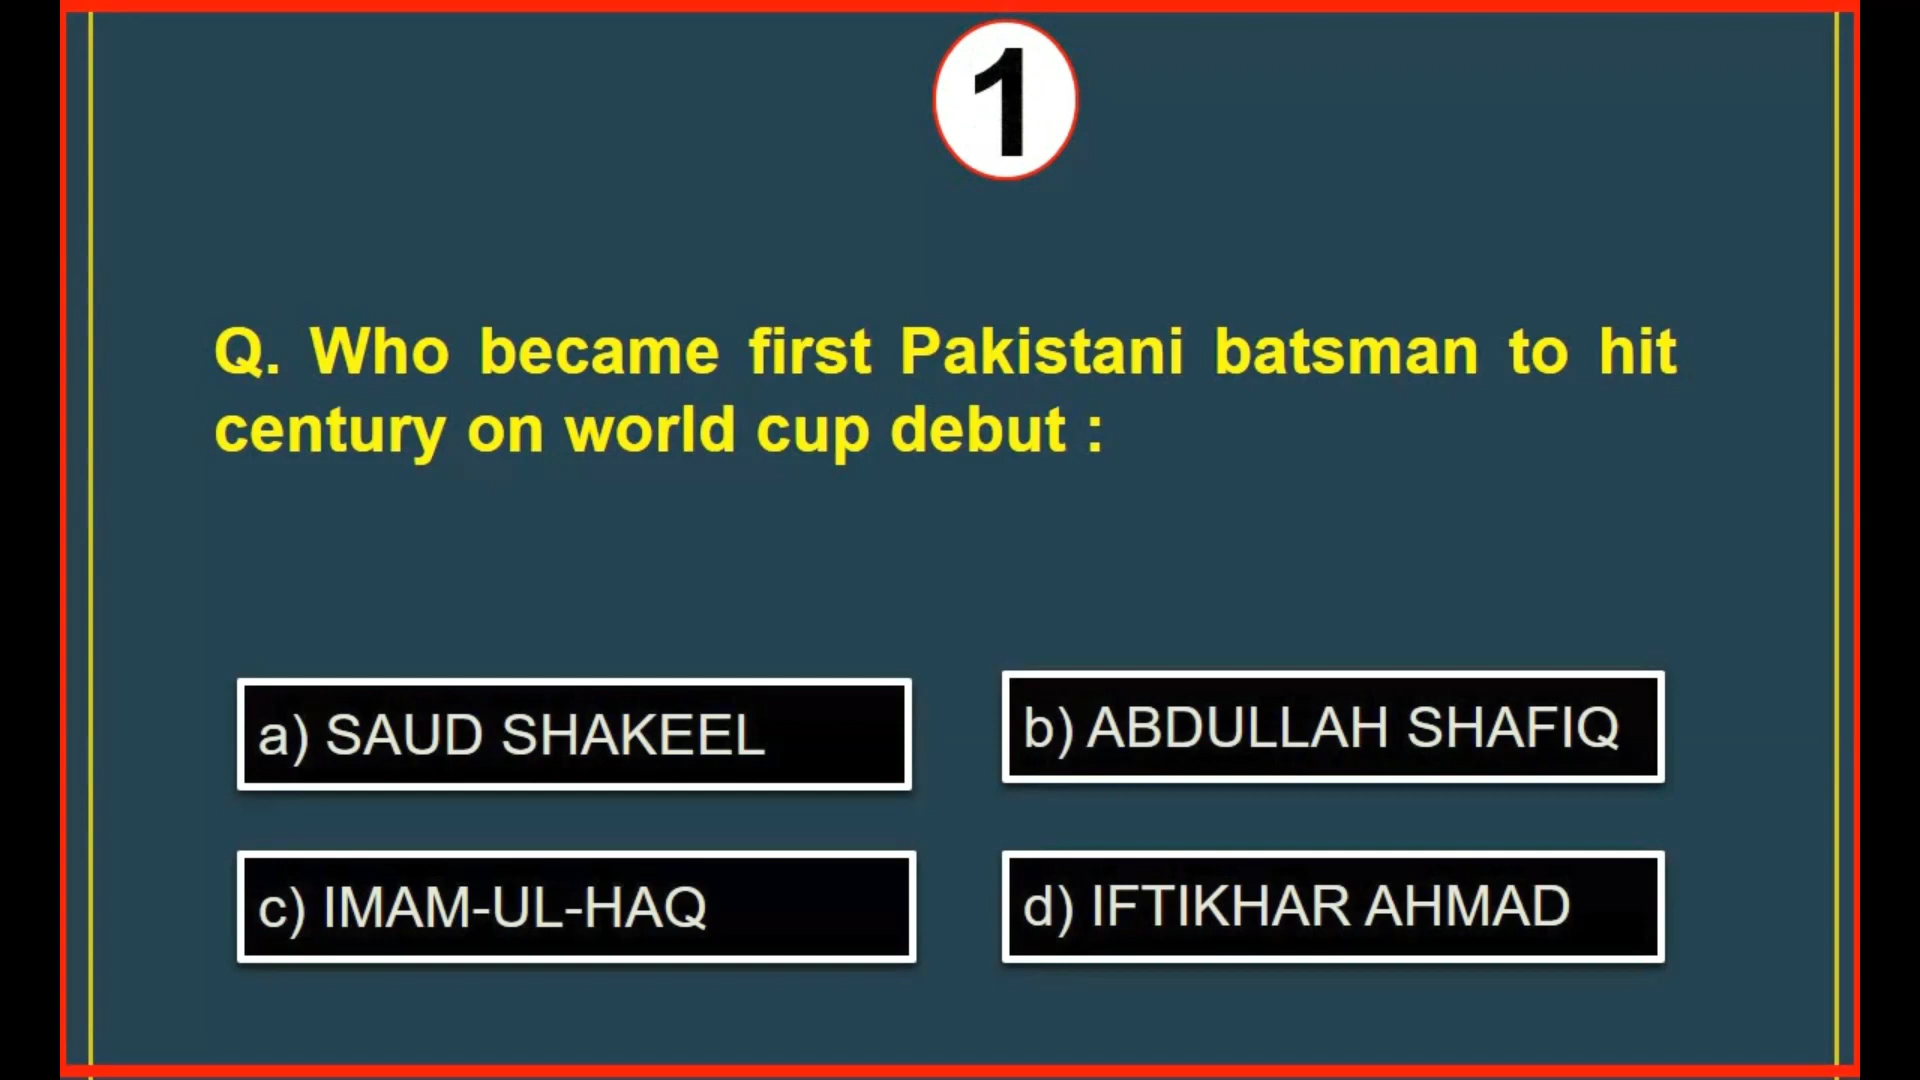 1
Q. Who became first Pakistani batsman to hit
century on world cup debut :
a) SAUD SHAKEEL
b) ABDULLAH SHAFIQ
c) IMAM-UL-HAQ
d) IFTIKHAR AHMAD